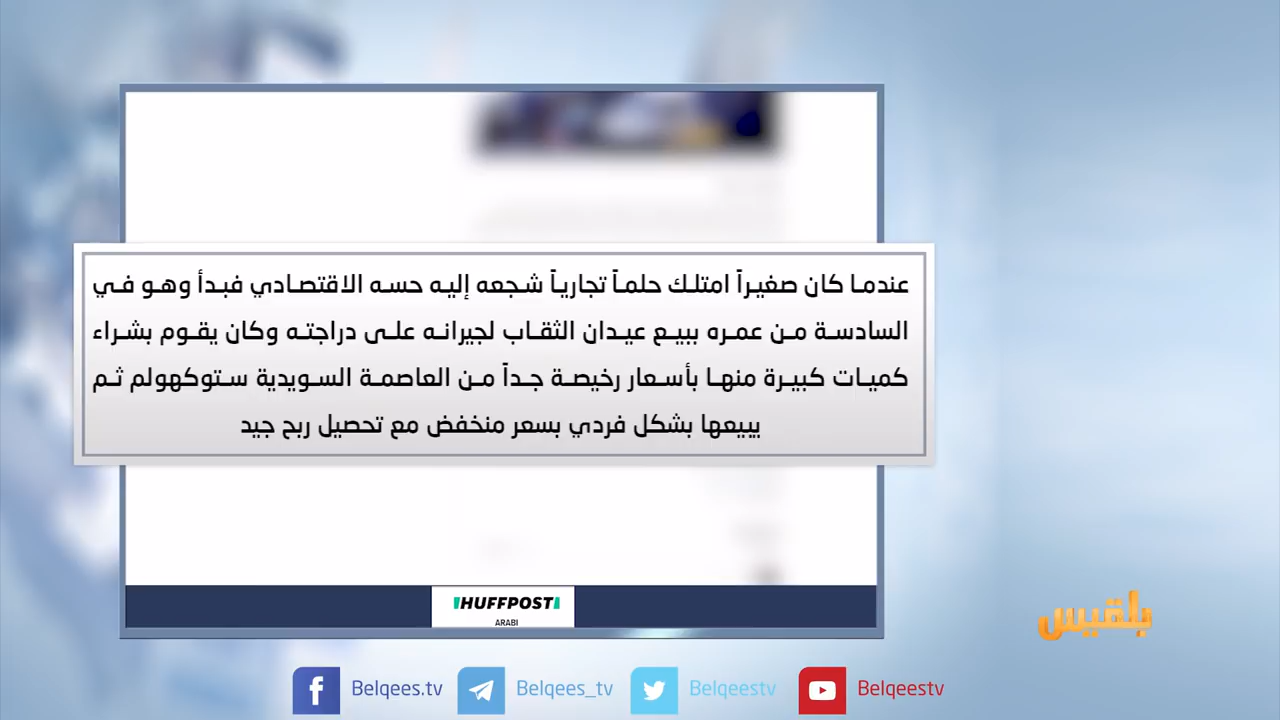 عندما كان صغيراً امتلك حلماً تجارياً شجعه إليه حسه الاقتصادي فبدأ وهو في
السادسة من عمره ببيع عيدان الثقاب لجيرانه على دراجته وكان يقوم بشراء
كميات كبيرة منها بأسعار رخيصة جداً من العاصمة السويدية ستوكهولم ثم
يبيعها بشكل فردي بسعر منخفض مع تحصيل ربح جيد
HUFFPOST
ARABI
بلقيس
Belqees.tv
Belqees_tv
Belqeestv
Belqeestv